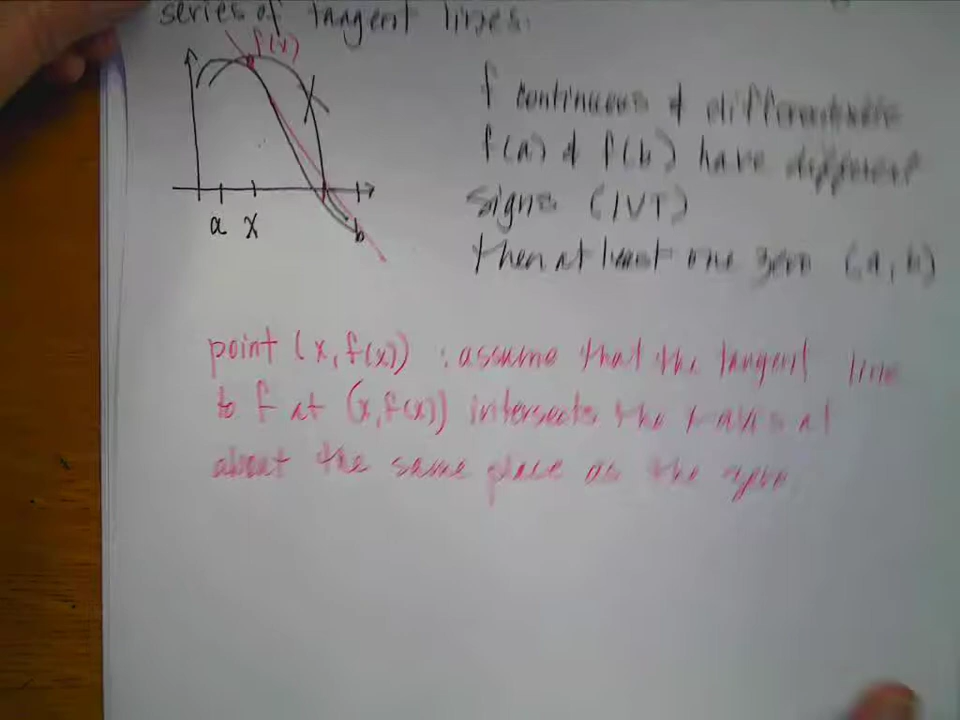 series of tangent lines.
f(x)
a x b
f continuous & differentiable
f(a) & f(b) have different
signs (IVT)
then at least one zero (a, b)
point (x, f(x)) : assume that the tangent line
to f at (x, f(x)) intersects the x-axis at
about the same place as the zero